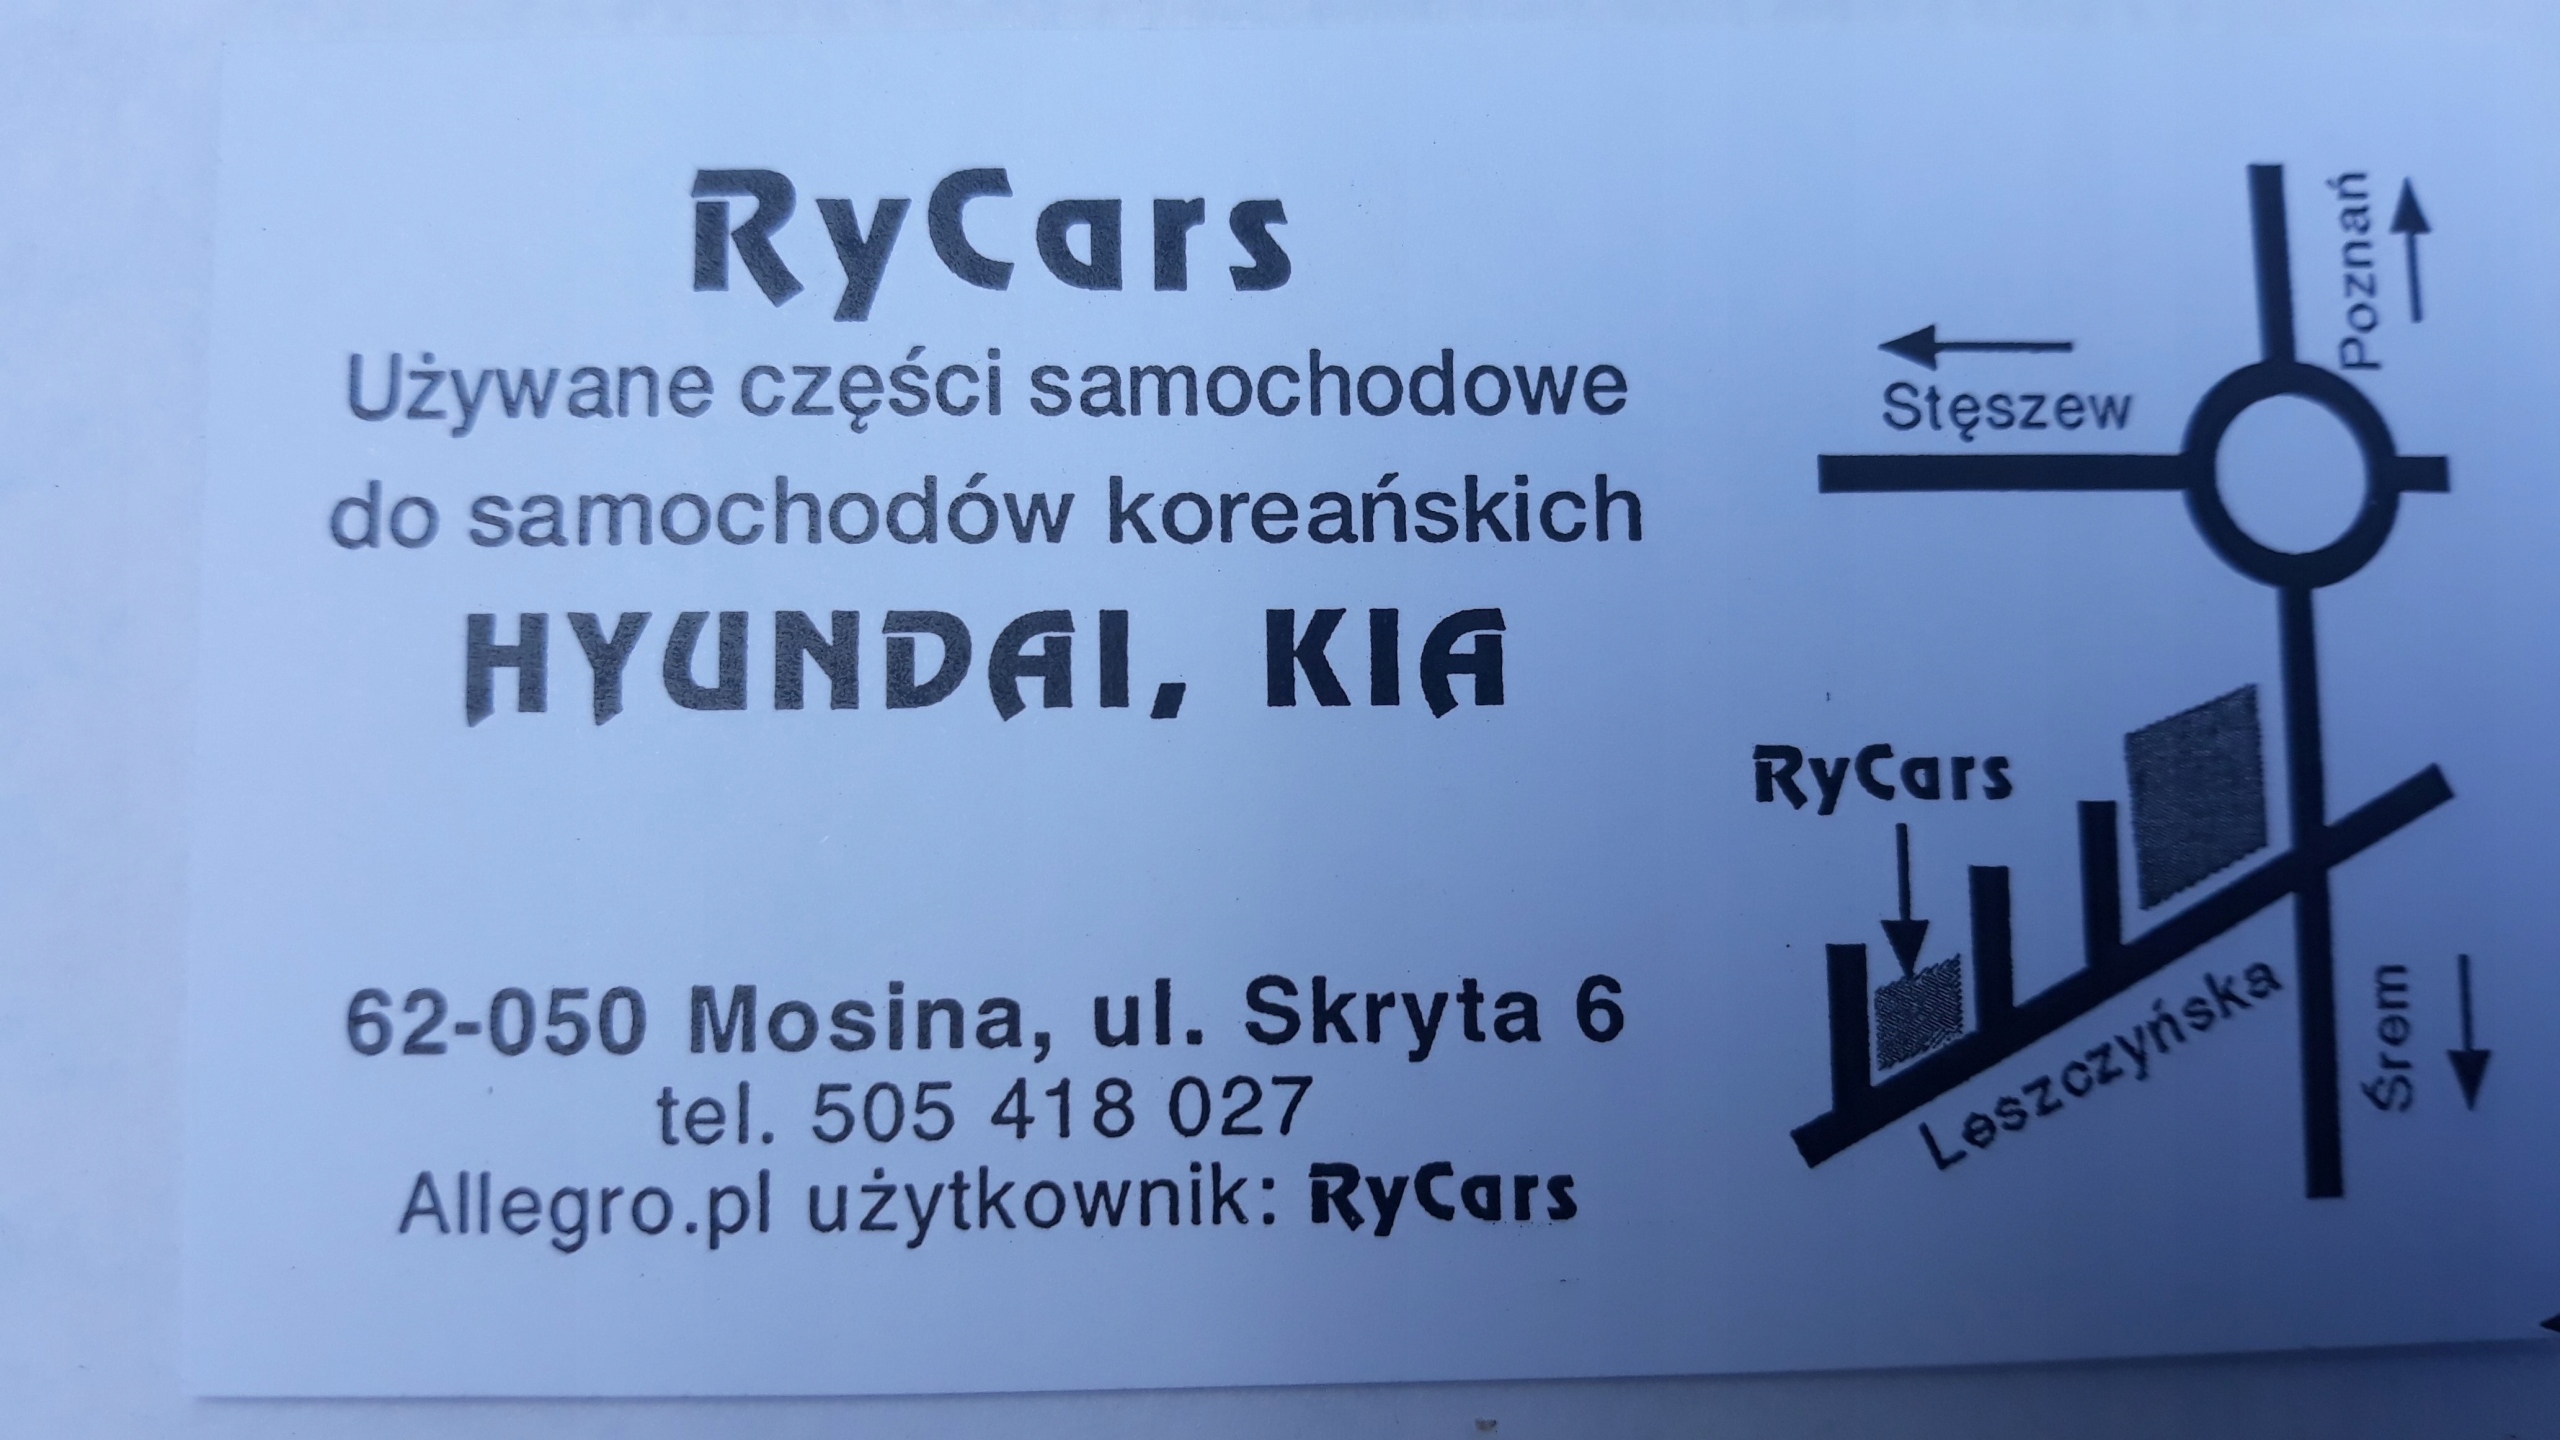 RyCars
Używane części samochodowe
do samochodów koreańskich
HYUNDAI, KIA
62-050 Mosina, ul. Skryta 6
tel. 505 418 027
Allegro.pl użytkownik: RyCars
Poznań
Stęszew
RyCars
Leszczyńska
Śrem